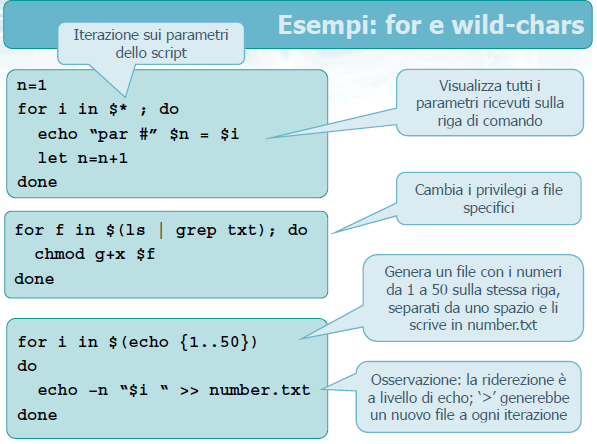 Esempi: for e wild-chars
Iterazione sui parametri
dello script
n=1
for i in $* ; do
echo “par #” $n = $i
let n=n+1
done
Visualizza tutti i
parametri ricevuti sulla
riga di comando
for f in $(ls | grep txt); do
chmod g+x $f
done
Cambia i privilegi a file
specifici
for i in $(echo {1..50})
do
echo -n “$i “ >> number.txt
done
Genera un file con i numeri
da 1 a 50 sulla stessa riga,
separati da uno spazio e li
scrive in number.txt
Osservazione: la riderezione è
a livello di echo; ‘>’ generebbe
un nuovo file a ogni iterazione